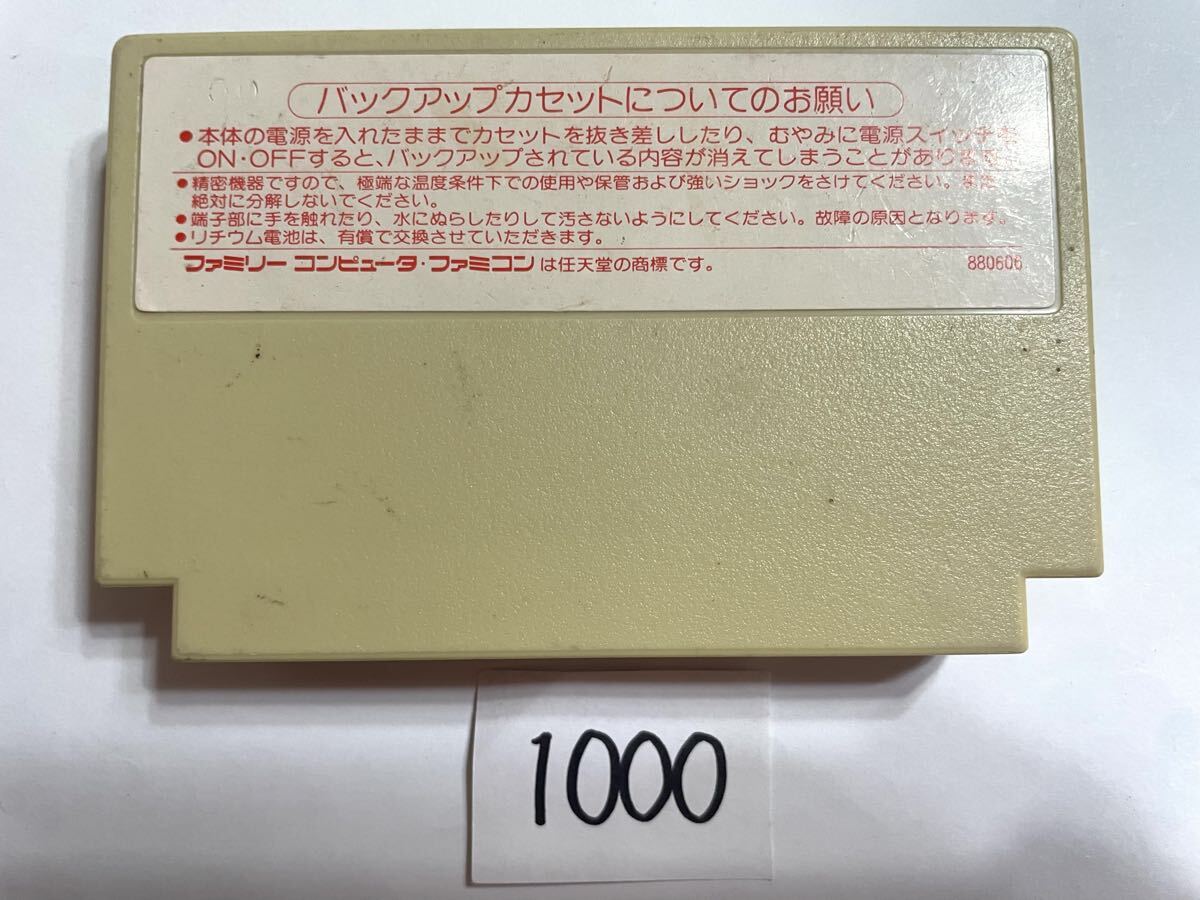 バックアップカセットについてのお願い
●本体の電源を入れたままでカセットを抜き差ししたり、むやみに電源スイッチを
ON・OFFすると、バックアップされている内容が消えてしまうことがあります。
●精密機器ですので、極端な温度条件下での使用や保管および強いショックをさけてください。
絶対に分解しないでください。
●端子部に手を触れたり、水にぬらしたりして汚さないようにしてください。故障の原因となります。
●リチウム電池は、有償で交換させていただきます。
ファミリーコンピュータ・ファミコンは任天堂の商標です。 880606
1000